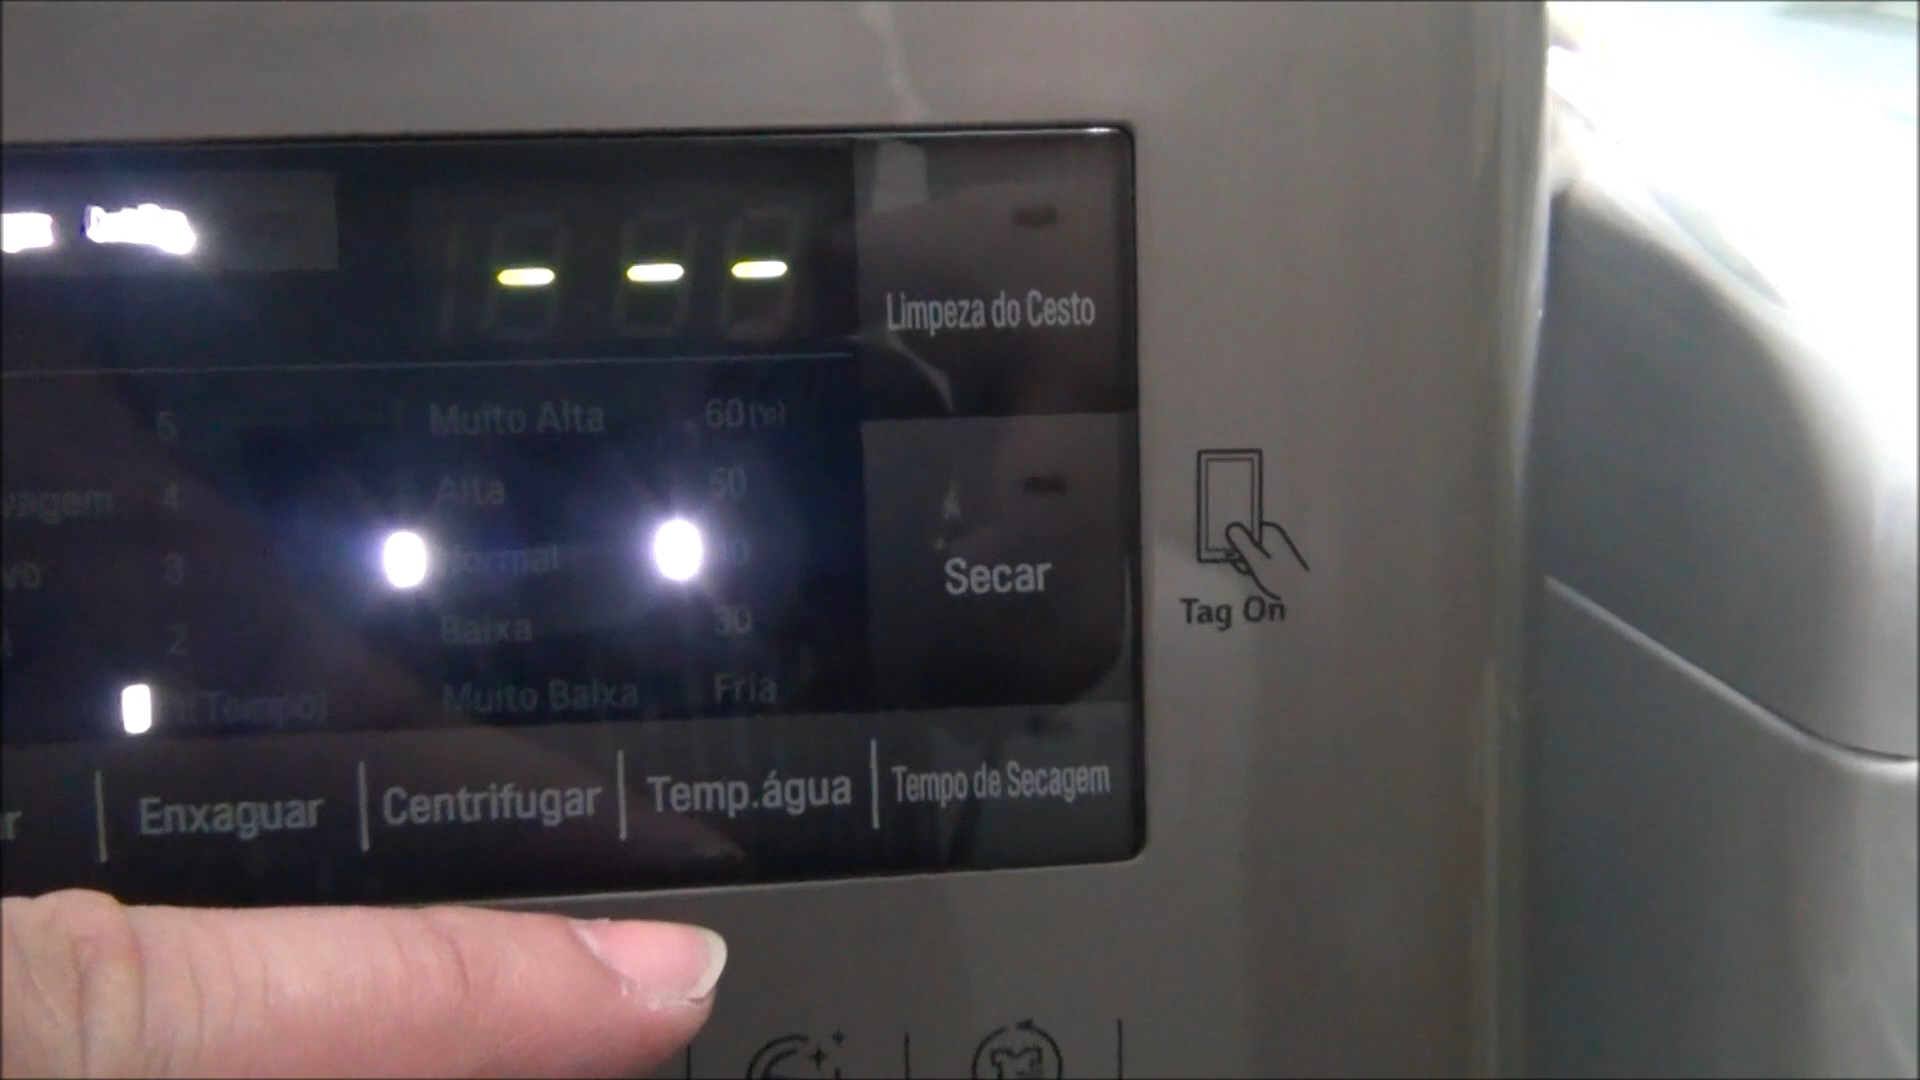 - - -
Limpeza do Cesto
5 Muito Alta 60(°c)
4 Alta 50
3 Normal
2 Baixa 30
Tempo) Muito Baixa Fria
Secar
Tag On
Enxaguar Centrifugar Temp.água Tempo de Secagem